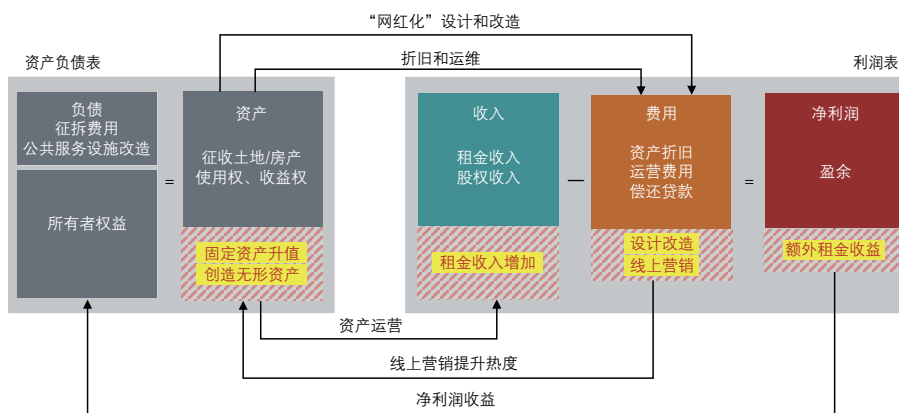 “网红化”设计和改造
折旧和运维
资产负债表
利润表
负债
征拆费用
公共服务设施改造
所有者权益
=
资产
征收土地/房产
使用权、收益权
固定资产升值
创造无形资产
收入
租金收入
股权收入
租金收入增加
—
费用
资产折旧
运营费用
偿还贷款
设计改造
线上营销
=
净利润
盈余
额外租金收益
资产运营
线上营销提升热度
净利润收益